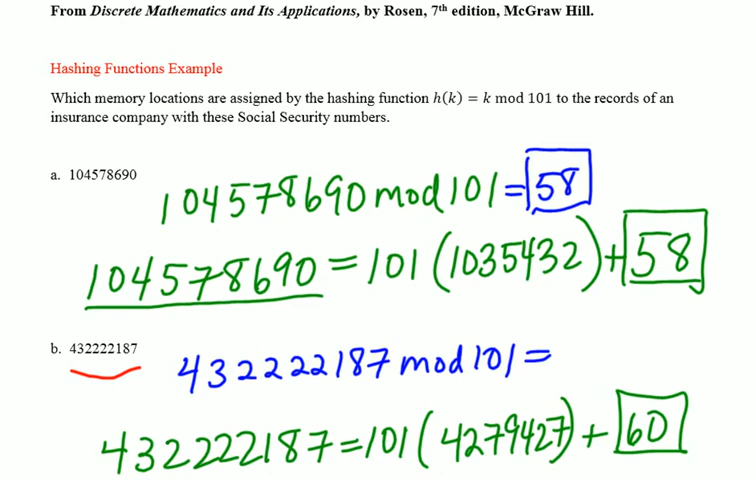 From Discrete Mathematics and Its Applications, by Rosen, 7th edition, McGraw Hill.
Hashing Functions Example
Which memory locations are assigned by the hashing function h(k) = k mod 101 to the records of an
insurance company with these Social Security numbers.
a. 104578690
104578690 mod 101 = 58
104578690 = 101 (1035432) + 58
b. 432222187
432222187 mod 101 =
432222187 = 101 (4279427) + 60